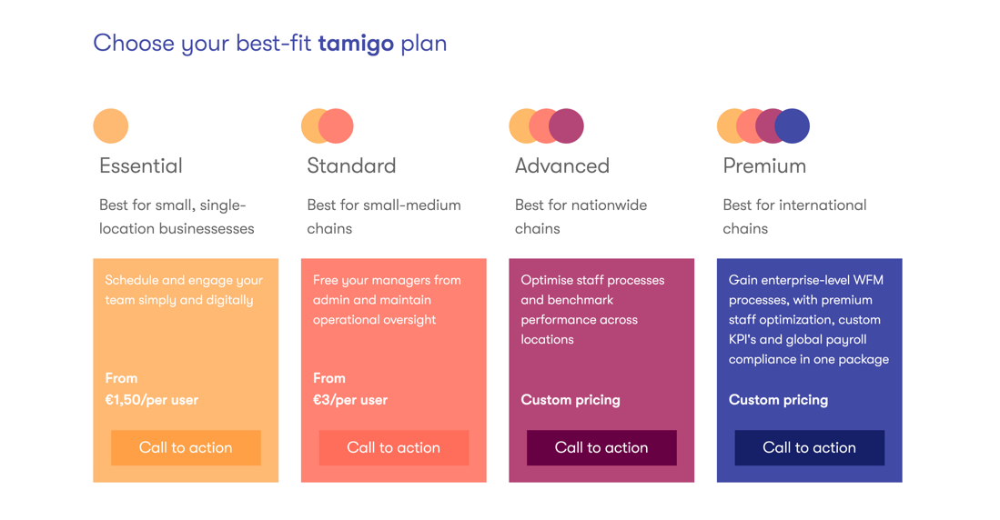 Choose your best-fit tamigo plan
Essential
Best for small, single-
location businessesses
Schedule and engage your
team simply and digitally
From
€1,50/per user
Call to action
Standard
Best for small-medium
chains
Free your managers from
admin and maintain
operational oversight
From
€3/per user
Call to action
Advanced
Best for nationwide
chains
Optimise staff processes
and benchmark
performance across
locations
Custom pricing
Call to action
Premium
Best for international
chains
Gain enterprise-level WFM
processes, with premium
staff optimization, custom
KPI's and global payroll
compliance in one package
Custom pricing
Call to action